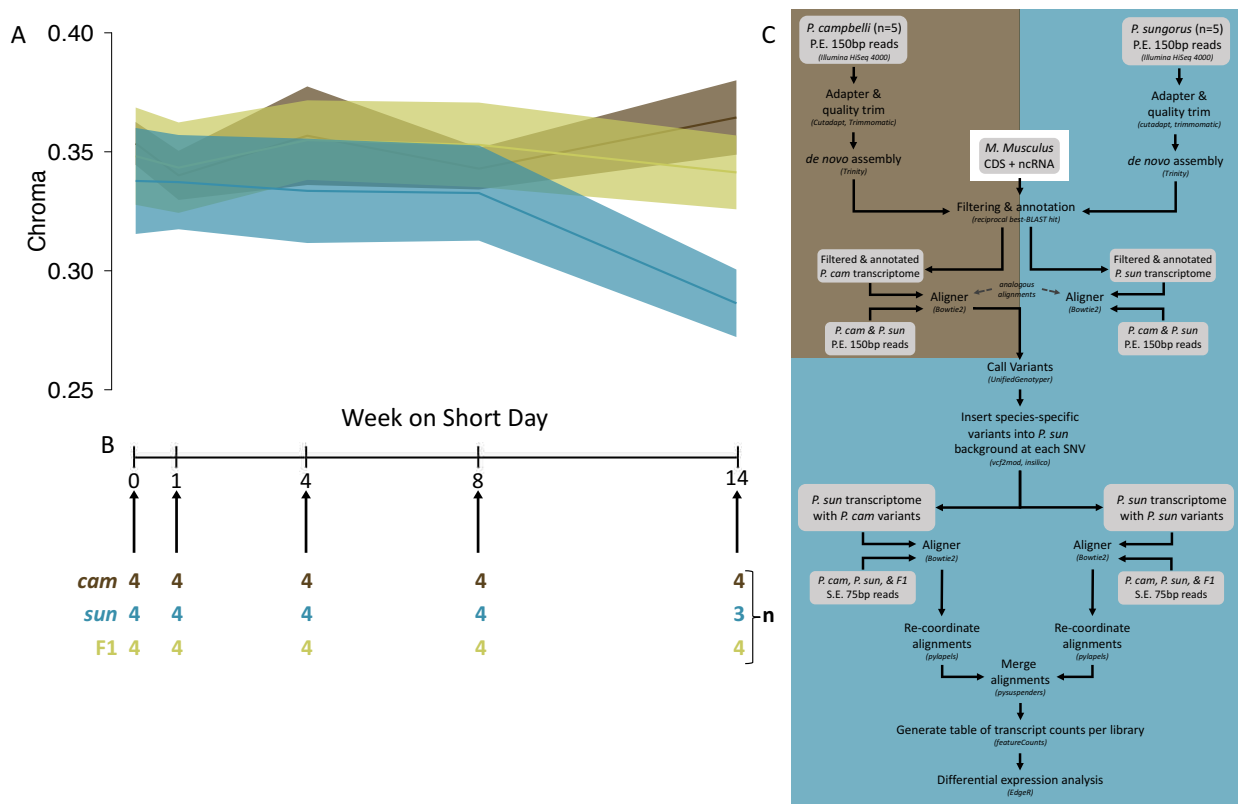 A
0.40
0.35
0.30
0.25
Chroma
Week on Short Day
B
0 1 4 8 14
cam 4 4 4 4 4
sun 4 4 4 4 3
F1 4 4 4 4 4
n
C
P. campbelli (n=5)
P.E. 150bp reads
(Illumina HiSeq 4000)
P. sungorus (n=5)
P.E. 150bp reads
(Illumina HiSeq 4000)
Adapter &
quality trim
(Cutadapt, Trimmomatic)
Adapter &
quality trim
(cutadapt, trimmomatic)
de novo assembly
(Trinity)
M. Musculus
CDS + ncRNA
de novo assembly
(Trinity)
Filtering & annotation
(reciprocal best-BLAST hit)
Filtered & annotated
P. cam transcriptome
Filtered & annotated
P. sun transcriptome
Aligner
(Bowtie2)
analogous
alignments
Aligner
(Bowtie2)
P. cam & P. sun
P.E. 150bp reads
P. cam & P. sun
P.E. 150bp reads
Call Variants
(UnifiedGenotyper)
Insert species-specific
variants into P. sun
background at each SNV
(vcf2mod, insilico)
P. sun transcriptome
with P. cam variants
P. sun transcriptome
with P. sun variants
Aligner
(Bowtie2)
Aligner
(Bowtie2)
P. cam, P. sun, & F1
S.E. 75bp reads
P. cam, P. sun, & F1
S.E. 75bp reads
Re-coordinate
alignments
(pylapels)
Re-coordinate
alignments
(pylapels)
Merge
alignments
(pysuspenders)
Generate table of transcript counts per library
(featureCounts)
Differential expression analysis
(EdgeR)